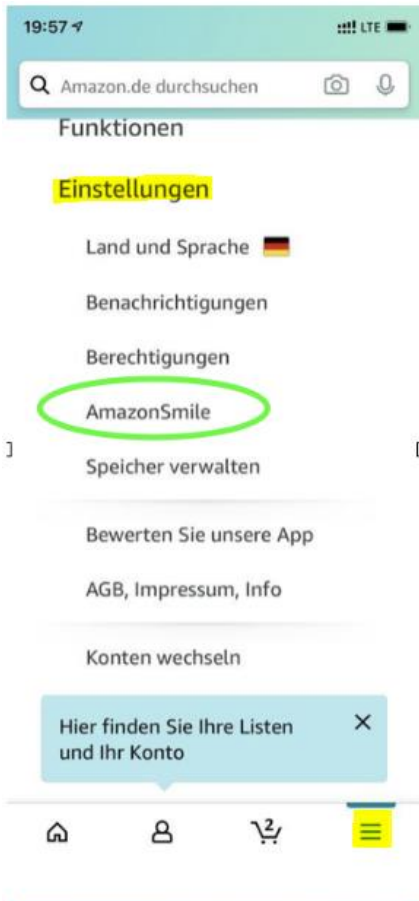 19:57
LTE
Amazon.de durchsuchen
Funktionen
Einstellungen
Land und Sprache
Benachrichtigungen
Berechtigungen
AmazonSmile
Speicher verwalten
Bewerten Sie unsere App
AGB, Impressum, Info
Konten wechseln
Hier finden Sie Ihre Listen
und Ihr Konto
2